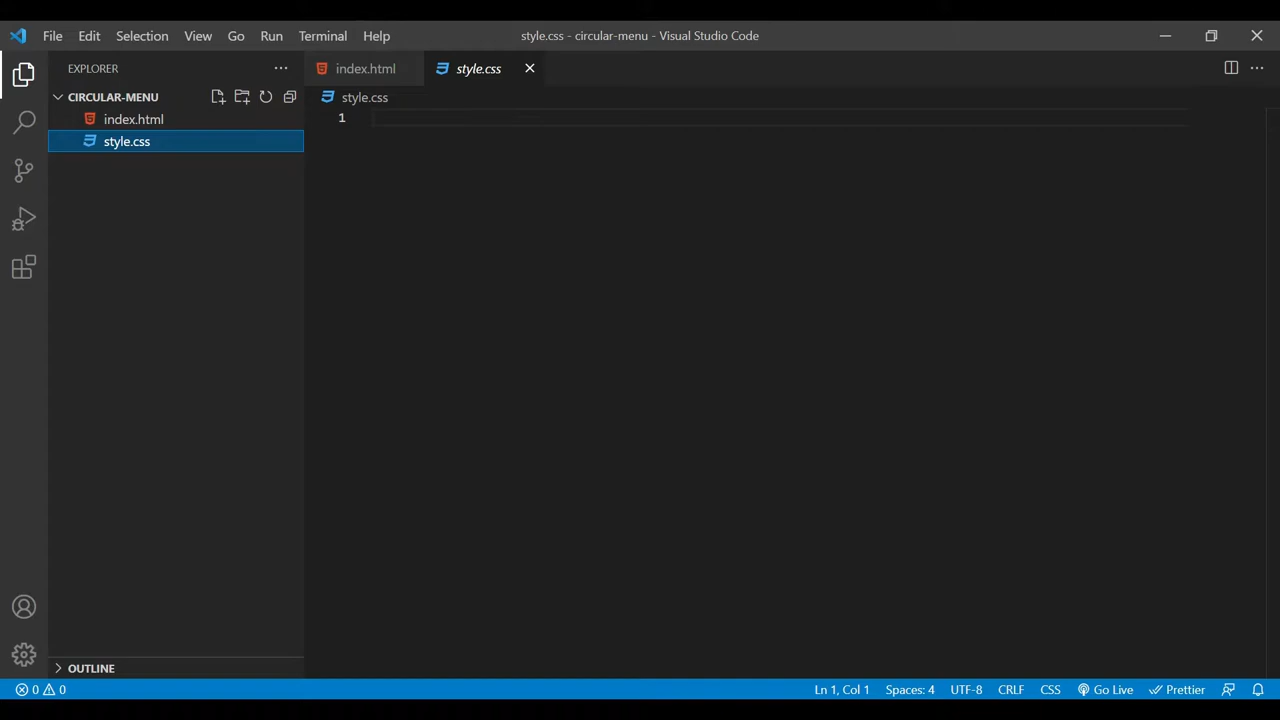 File Edit Selection View Go Run Terminal Help style.css - circular-menu - Visual Studio Code
EXPLORER
index.html style.css
CIRCULAR-MENU
style.css
index.html
1
style.css
OUTLINE
0 0 Ln 1, Col 1 Spaces: 4 UTF-8 CRLF CSS Go Live Prettier